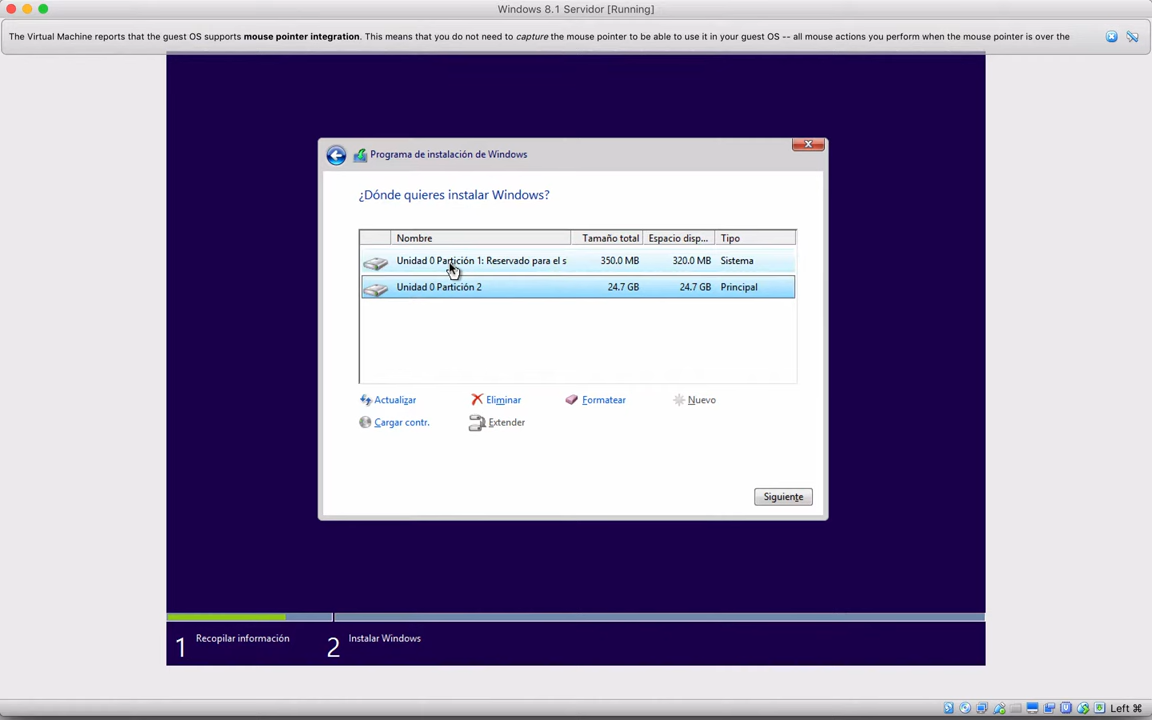 Windows 8.1 Servidor [Running]
The Virtual Machine reports that the guest OS supports mouse pointer integration. This means that you do not need to capture the mouse pointer to be able to use it in your guest OS -- all mouse actions you perform when the mouse pointer is over the
Programa de instalación de Windows
¿Dónde quieres instalar Windows?
Nombre Tamaño total Espacio disp... Tipo
Unidad 0 Partición 1: Reservado para el s 350.0 MB 320.0 MB Sistema
Unidad 0 Partición 2 24.7 GB 24.7 GB Principal
Actualizar Eliminar Formatear Nuevo
Cargar contr. Extender
Siguiente
1 Recopilar información 2 Instalar Windows
Left ⌘